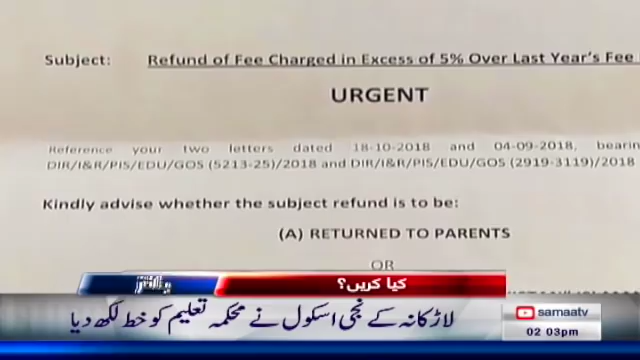 Subject: Refund of Fee Charged in Excess of 5% Over Last Year's Fee
URGENT
Reference your two letters dated 18-10-2018 and 04-09-2018, bearin
DIR/I&R/PIS/EDU/GOS (5213-25)/2018 and DIR/I&R/PIS/EDU/GOS (2919-3119)/2018
Kindly advise whether the subject refund is to be:
(A) RETURNED TO PARENTS
OR
کیا کریں؟
لاڑکانہ کے نجی اسکول نے محکمہ تعلیم کو خط لکھ دیا
samaatv
02 03pm